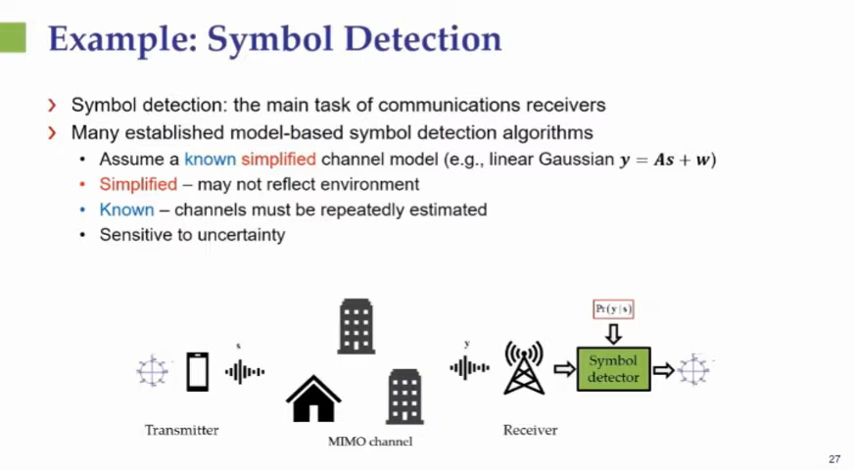 Example: Symbol Detection
Symbol detection: the main task of communications receivers
Many established model-based symbol detection algorithms
• Assume a known simplified channel model (e.g., linear Gaussian y = As + w)
• Simplified – may not reflect environment
• Known – channels must be repeatedly estimated
• Sensitive to uncertainty
Pr(y|s)
s
y
Symbol
detector
Transmitter
MIMO channel
Receiver
27